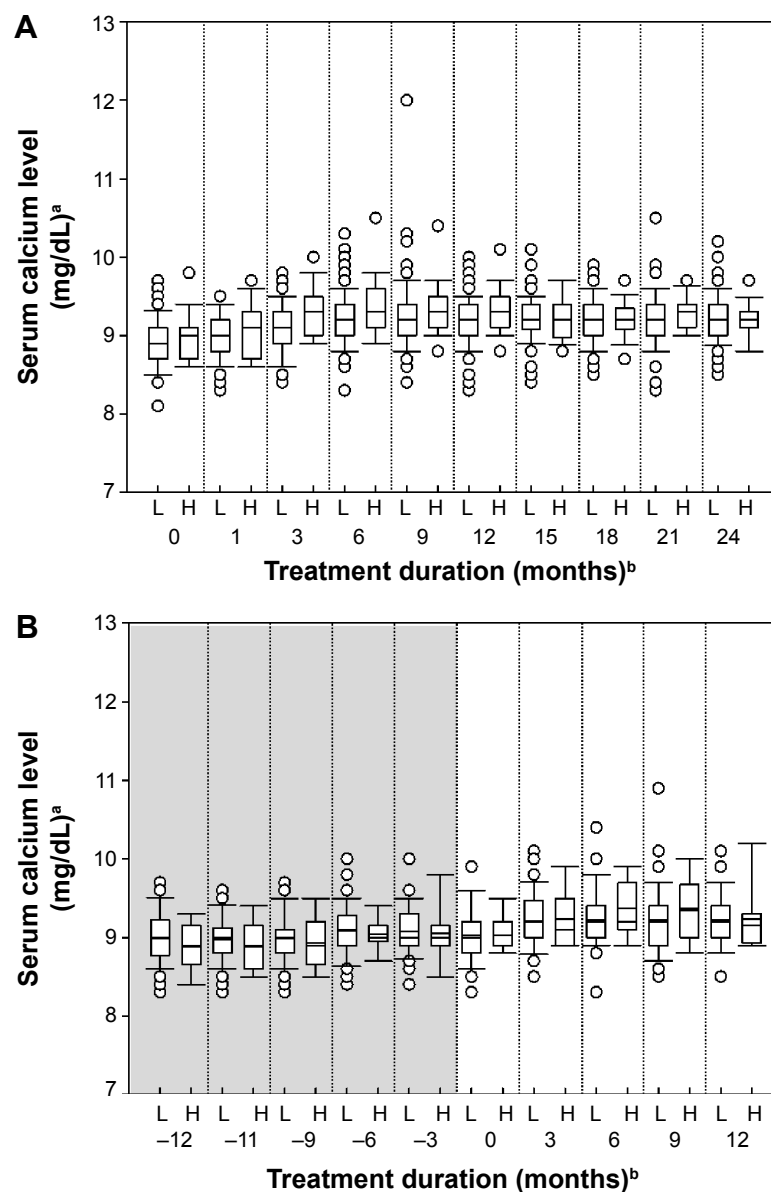 A
13
12
11
10
9
8
7
Serum calcium level
(mg/dL)ᵃ
L H L H L H L H L H L H L H L H L H L H
0 1 3 6 9 12 15 18 21 24
Treatment duration (months)ᵇ
B
13
12
11
10
9
8
7
Serum calcium level
(mg/dL)ᵃ
L H L H L H L H L H L H L H L H L H L H
–12 –11 –9 –6 –3 0 3 6 9 12
Treatment duration (months)ᵇ